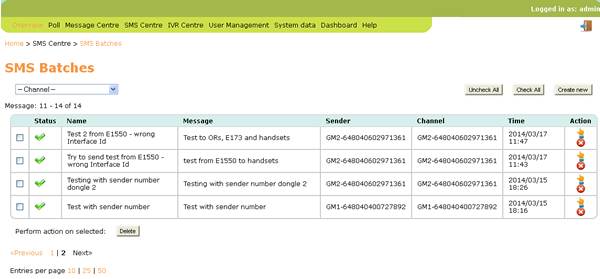 Logged in as: admin
Overview Poll Message Centre SMS Centre IVR Centre User Management System data Dashboard Help
Home > SMS Centre > SMS Batches
SMS Batches
-- Channel -- Uncheck All Check All Create new
Message: 11 - 14 of 14
Status Name Message Sender Channel Time Action
Test 2 from E1550 - wrong Interface Id Test to ORs, E173 and handsets GM2-648040602971361 GM2-648040602971361 2014/03/17 11:47
Try to send test from E1550 - wrong Interface Id test from E1550 to handsets GM2-648040602971361 GM2-648040602971361 2014/03/17 11:43
Testing with sender number dongle 2 Testing with sender number dongle 2 GM2-648040602971361 GM2-648040602971361 2014/03/15 18:26
Test with sender number Test with sender number GM1-648040400727892 GM1-648040400727892 2014/03/15 18:16
Perform action on selected: Delete
«Previous 1 | 2 Next»
Entries per page 10 | 25 | 50